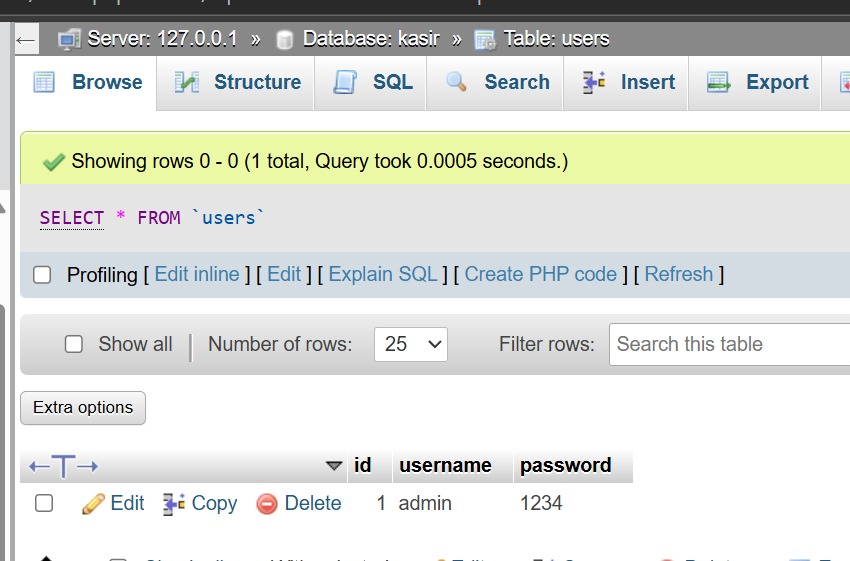 Server: 127.0.0.1 » Database: kasir » Table: users
Browse Structure SQL Search Insert Export
Showing rows 0 - 0 (1 total, Query took 0.0005 seconds.)
SELECT * FROM `users`
Profiling [ Edit inline ] [ Edit ] [ Explain SQL ] [ Create PHP code ] [ Refresh ]
Show all | Number of rows: 25 Filter rows: Search this table
Extra options
id username password
Edit Copy Delete 1 admin 1234